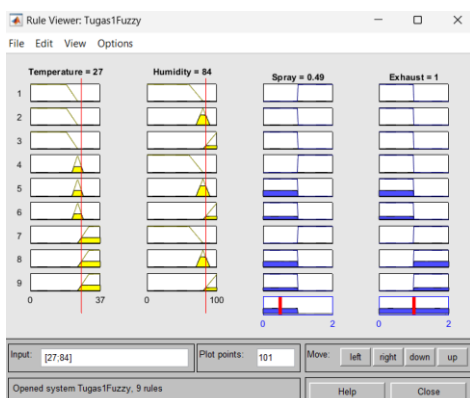 Rule Viewer: Tugas1Fuzzy
File Edit View Options
Temperature = 27 Humidity = 84 Spray = 0.49 Exhaust = 1
1
2
3
4
5
6
7
8
9
0 37 0 100
0 2 0 2
Input: [27;84] Plot points: 101 Move: left right down up
Opened system Tugas1Fuzzy, 9 rules Help Close